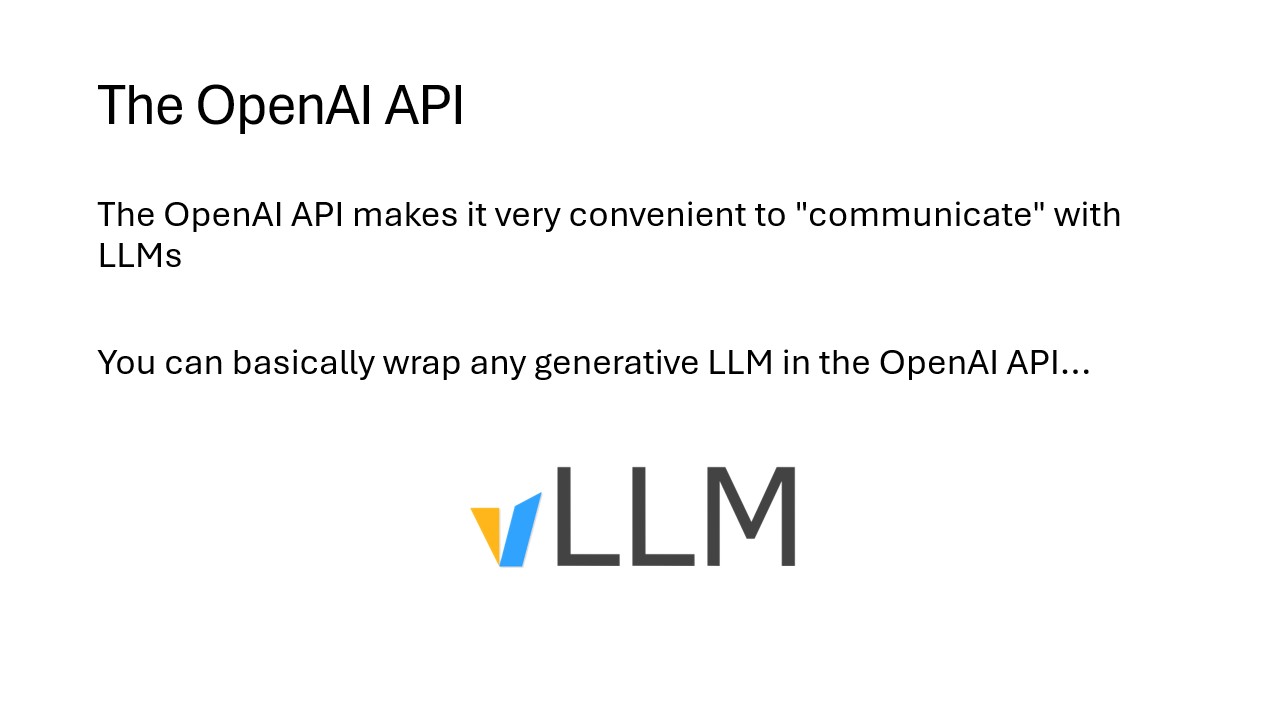 The OpenAI API
The OpenAI API makes it very convenient to "communicate" with
LLMs
You can basically wrap any generative LLM in the OpenAI API...
vLLM